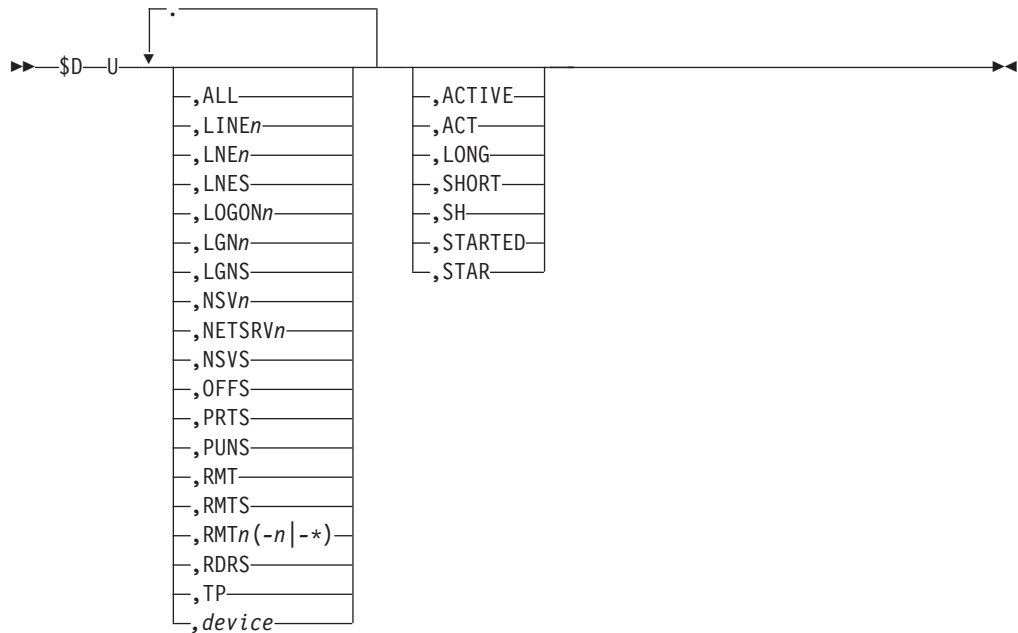 .
$D U
,ALL ,ACTIVE
,LINEn ,ACT
,LNEn ,LONG
,LNES ,SHORT
,LOGONn ,SH
,LGNn ,STARTED
,LGNS ,STAR
,NSVn
,NETSRVn
,NSVS
,OFFS
,PRTS
,PUNS
,RMT
,RMTS
,RMTn(-n|-*)
,RDRS
,TP
,device